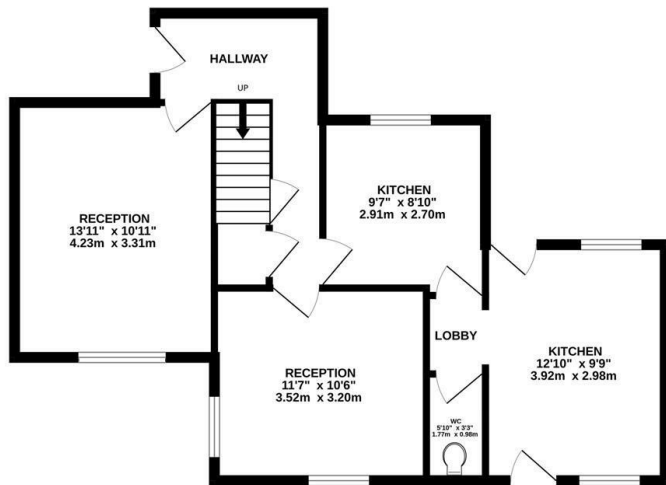 HALLWAY
UP
RECEPTION
13'11" x 10'11"
4.23m x 3.31m
KITCHEN
9'7" x 8'10"
2.91m x 2.70m
LOBBY
KITCHEN
12'10" x 9'9"
3.92m x 2.98m
RECEPTION
11'7" x 10'6"
3.52m x 3.20m
WC
5'10" x 3'3"
1.77m x 0.98m